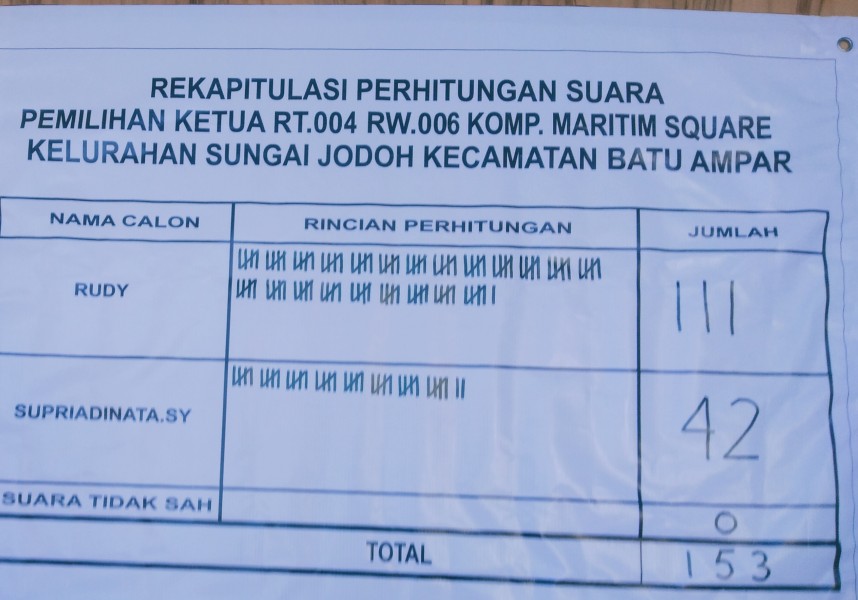 REKAPITULASI PERHITUNGAN SUARA
PEMILIHAN KETUA RT.004 RW.006 KOMP. MARITIM SQUARE
KELURAHAN SUNGAI JODOH KECAMATAN BATU AMPAR
NAMA CALON RINCIAN PERHITUNGAN JUMLAH
RUDY 111
SUPRIADINATA.SY 42
SUARA TIDAK SAH 0
TOTAL 153